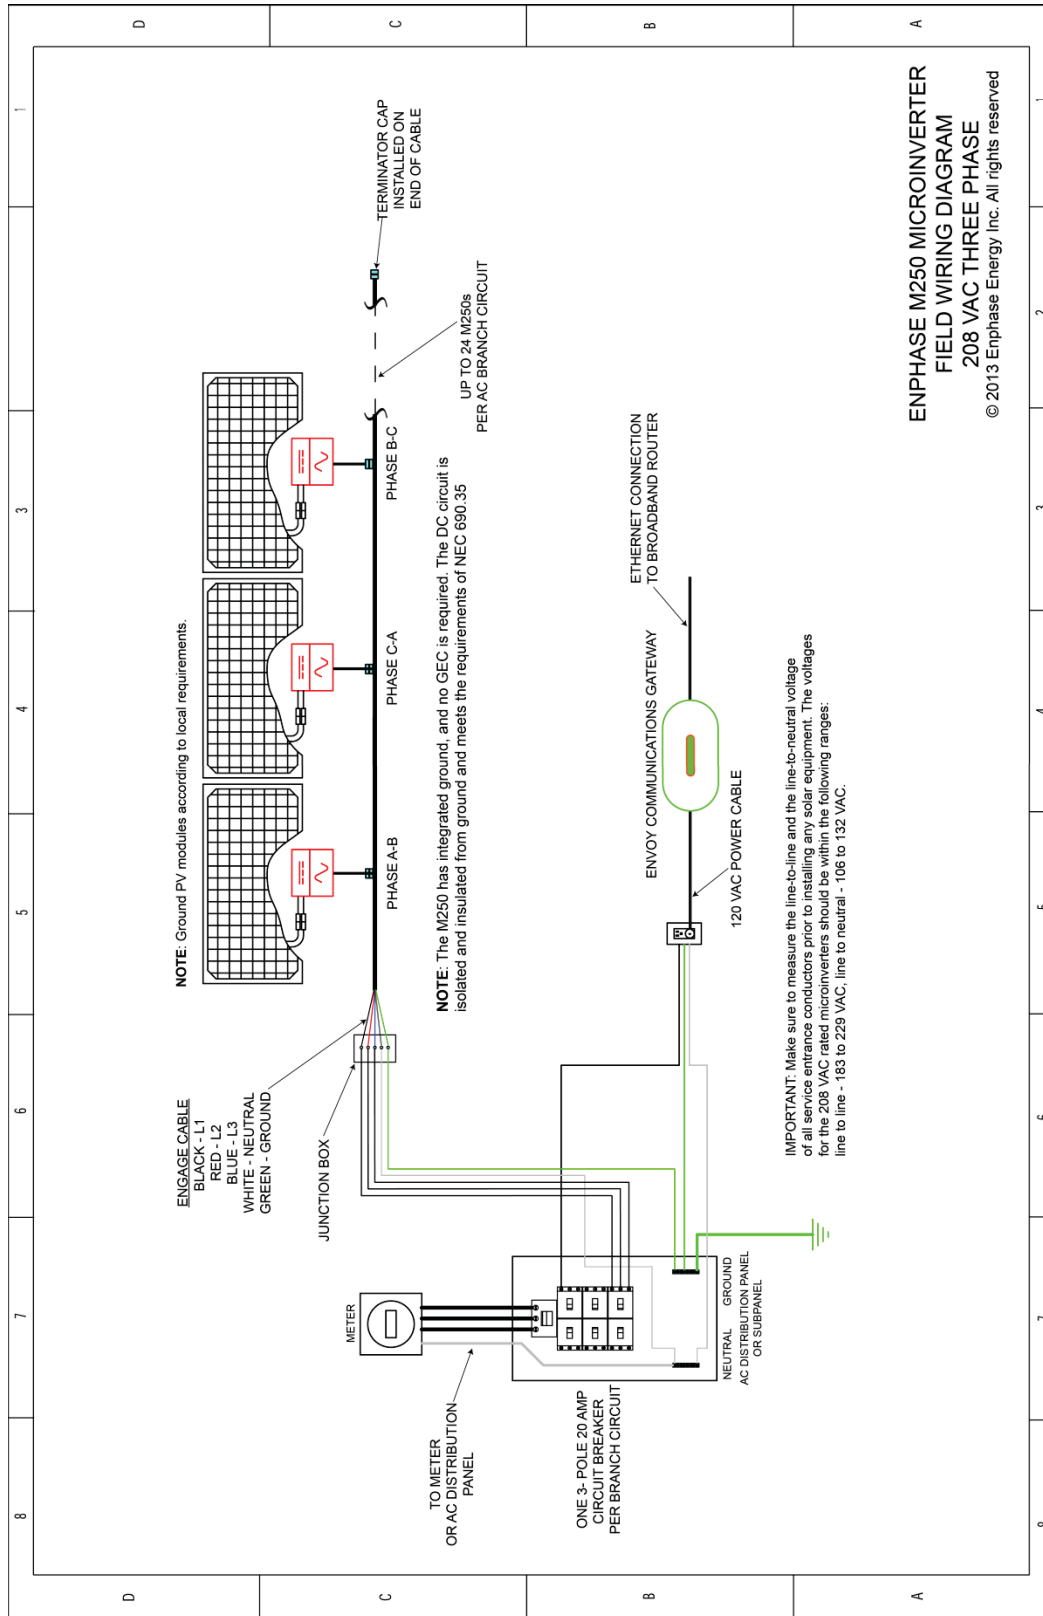 D
C
B
A
1
2
3
4
5
6
7
8
NOTE: Ground PV modules according to local requirements.
ENGAGE CABLE
BLACK - L1
RED - L2
BLUE - L3
WHITE - NEUTRAL
GREEN - GROUND
JUNCTION BOX
PHASE A-B
PHASE C-A
PHASE B-C
TERMINATOR CAP
INSTALLED ON
END OF CABLE
UP TO 24 M250s
PER AC BRANCH CIRCUIT
NOTE: The M250 has integrated ground, and no GEC is required. The DC circuit is
isolated and insulated from ground and meets the requirements of NEC 690.35
METER
TO METER
OR AC DISTRIBUTION
PANEL
ONE 3- POLE 20 AMP
CIRCUIT BREAKER
PER BRANCH CIRCUIT
NEUTRAL
GROUND
AC DISTRIBUTION PANEL
OR SUBPANEL
ENVOY COMMUNICATIONS GATEWAY
120 VAC POWER CABLE
ETHERNET CONNECTION
TO BROADBAND ROUTER
IMPORTANT: Make sure to measure the line-to-line and the line-to-neutral voltage
of all service entrance conductors prior to installing any solar equipment. The voltages
for the 208 VAC rated microinverters should be within the following ranges:
line to line - 183 to 229 VAC, line to neutral - 106 to 132 VAC.
ENPHASE M250 MICROINVERTER
FIELD WIRING DIAGRAM
208 VAC THREE PHASE
© 2013 Enphase Energy Inc. All rights reserved
D
C
B
A
1
2
3
4
6
7